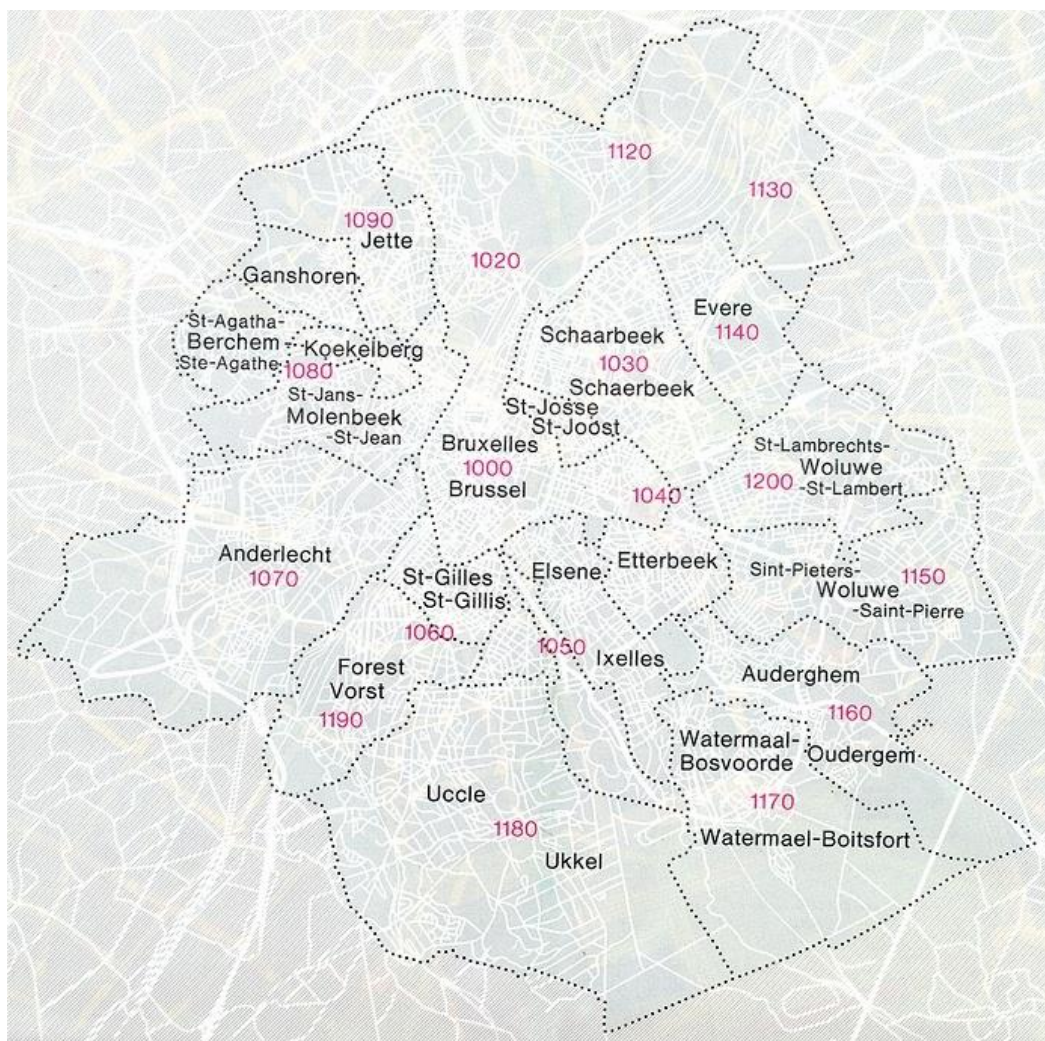 1120
1130
1090
Jette
1020
Ganshoren
Evere
1140
St-Agatha-
Berchem-
Ste-Agathe
Koekelberg
1080
Schaarbeek
1030
Schaerbeek
St-Jans-
Molenbeek
-St-Jean
St-Josse
St-Joost
Bruxelles
1000
Brussel
St-Lambrechts-
Woluwe
1200
-St-Lambert
1040
Anderlecht
1070
St-Gilles
St-Gillis
1060
Elsene
Etterbeek
Sint-Pieters-
1150
Woluwe
-Saint-Pierre
1050
Ixelles
Forest
Vorst
1190
Auderghem
1160
Oudergem
Watermaal-
Bosvoorde
1170
Watermael-Boitsfort
Uccle
1180
Ukkel